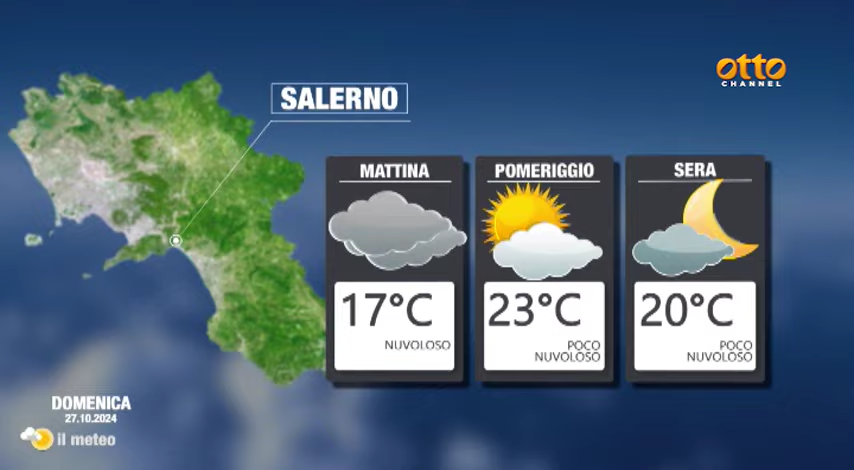 otto
CHANNEL
SALERNO
MATTINA
17°C
NUVOLOSO
POMERIGGIO
23°C
POCO
NUVOLOSO
SERA
20°C
POCO
NUVOLOSO
DOMENICA
27.10.2024
il meteo